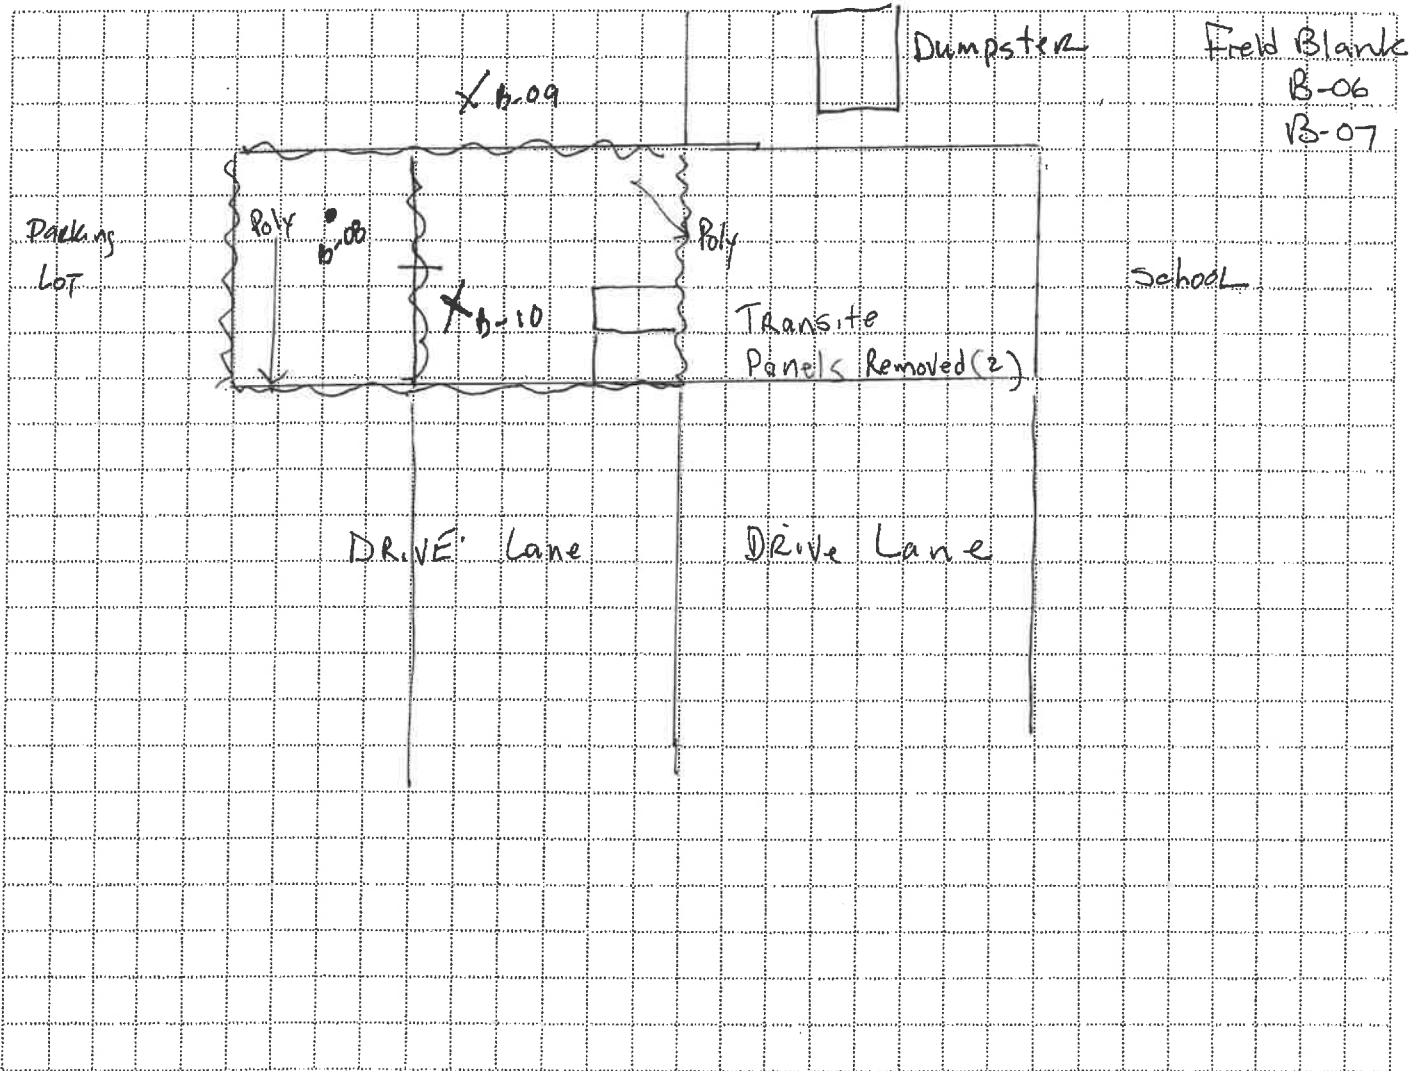 Dumpster
Field Blank
B-06
B-07
B-09
Parking
Lot
Poly
B-08
Poly
School
B-10
Transite
Panels Removed (2)
DRIVE Lane
Drive Lane